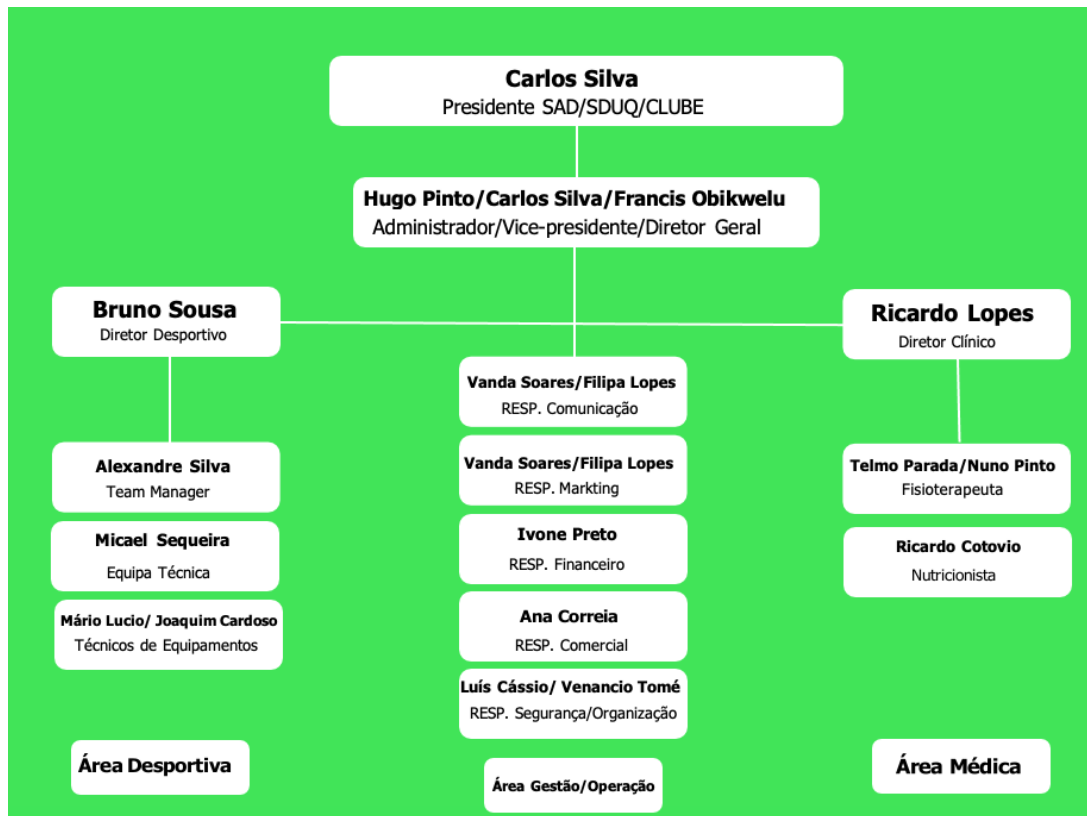 Carlos Silva
Presidente SAD/SDUQ/CLUBE
Hugo Pinto/Carlos Silva/Francis Obikwelu
Administrador/Vice-presidente/Diretor Geral
Bruno Sousa
Diretor Desportivo
Ricardo Lopes
Diretor Clínico
Alexandre Silva
Team Manager
Micael Sequeira
Equipa Técnica
Mário Lucio/ Joaquim Cardoso
Técnicos de Equipamentos
Vanda Soares/Filipa Lopes
RESP. Comunicação
Vanda Soares/Filipa Lopes
RESP. Markting
Ivone Preto
RESP. Financeiro
Ana Correia
RESP. Comercial
Luís Cássio/ Venancio Tomé
RESP. Segurança/Organização
Telmo Parada/Nuno Pinto
Fisioterapeuta
Ricardo Cotovio
Nutricionista
Área Desportiva
Área Gestão/Operação
Área Médica